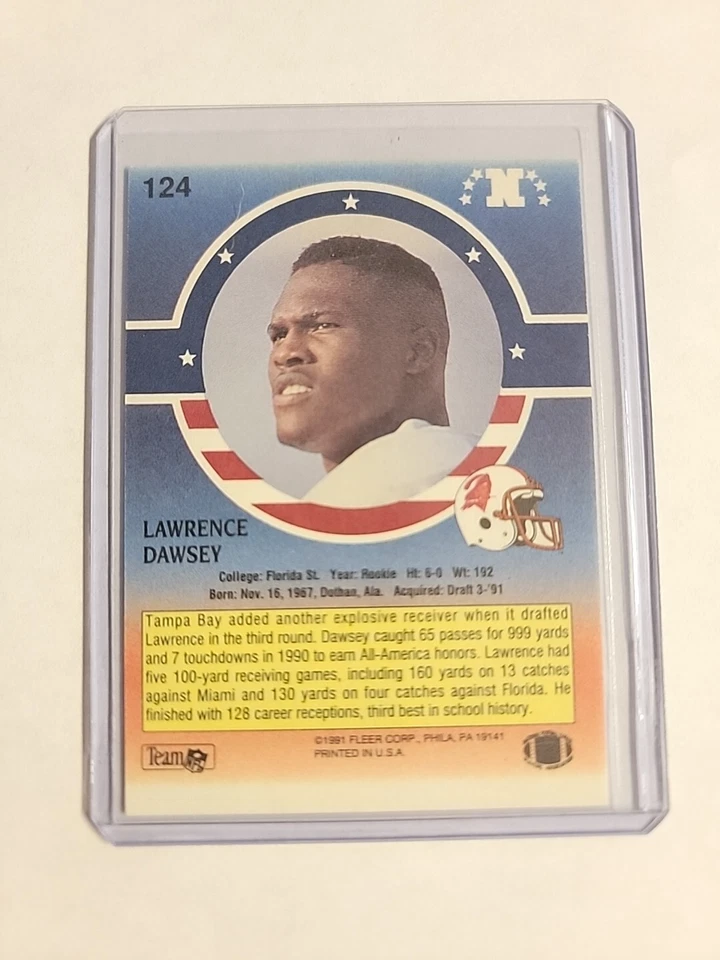 124
N
LAWRENCE
DAWSEY
College: Florida St. Year: Rookie Ht: 6-0 Wt: 192
Born: Nov. 16, 1967, Dothan, Ala. Acquired: Draft 3-'91
Tampa Bay added another explosive receiver when it drafted
Lawrence in the third round. Dawsey caught 65 passes for 999 yards
and 7 touchdowns in 1990 to earn All-America honors. Lawrence had
five 100-yard receiving games, including 160 yards on 13 catches
against Miami and 130 yards on four catches against Florida. He
finished with 128 career receptions, third best in school history.
©1991 FLEER CORP., PHILA, PA 19141
PRINTED IN U.S.A.
Team NFL